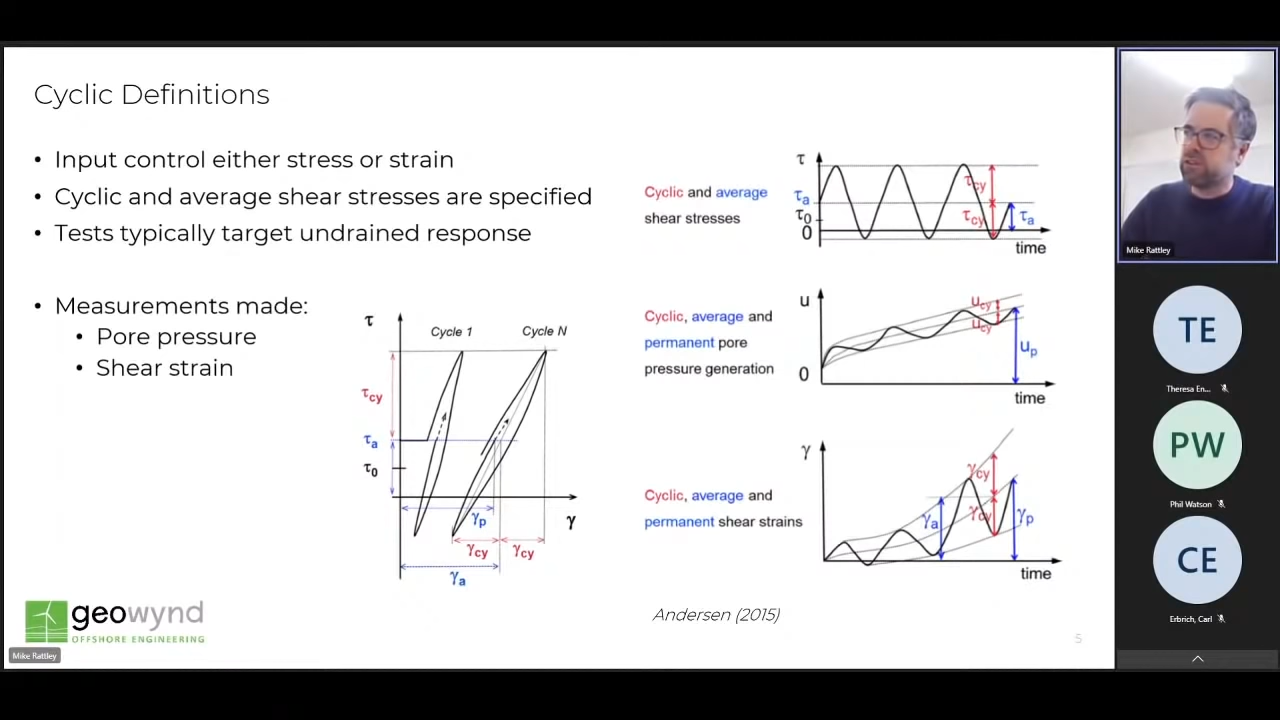 Cyclic Definitions
• Input control either stress or strain
• Cyclic and average shear stresses are specified
• Tests typically target undrained response
• Measurements made:
• Pore pressure
• Shear strain
τ
Cycle 1
Cycle N
τcy
τa
τ0
γp
γ
γcy
γcy
γa
Cyclic and average
shear stresses
τ
τa
τ0
0
τcy
τcy
τa
time
Cyclic, average and
permanent pore
pressure generation
u
0
ucy
ucy
up
time
Cyclic, average and
permanent shear strains
γ
γa
γcy
γcy
γp
time
Andersen (2015)
geowynd
OFFSHORE ENGINEERING
5
Mike Rattley
Mike Rattley
TE
Theresa En...
PW
Phil Watson
CE
Erbrich, Carl